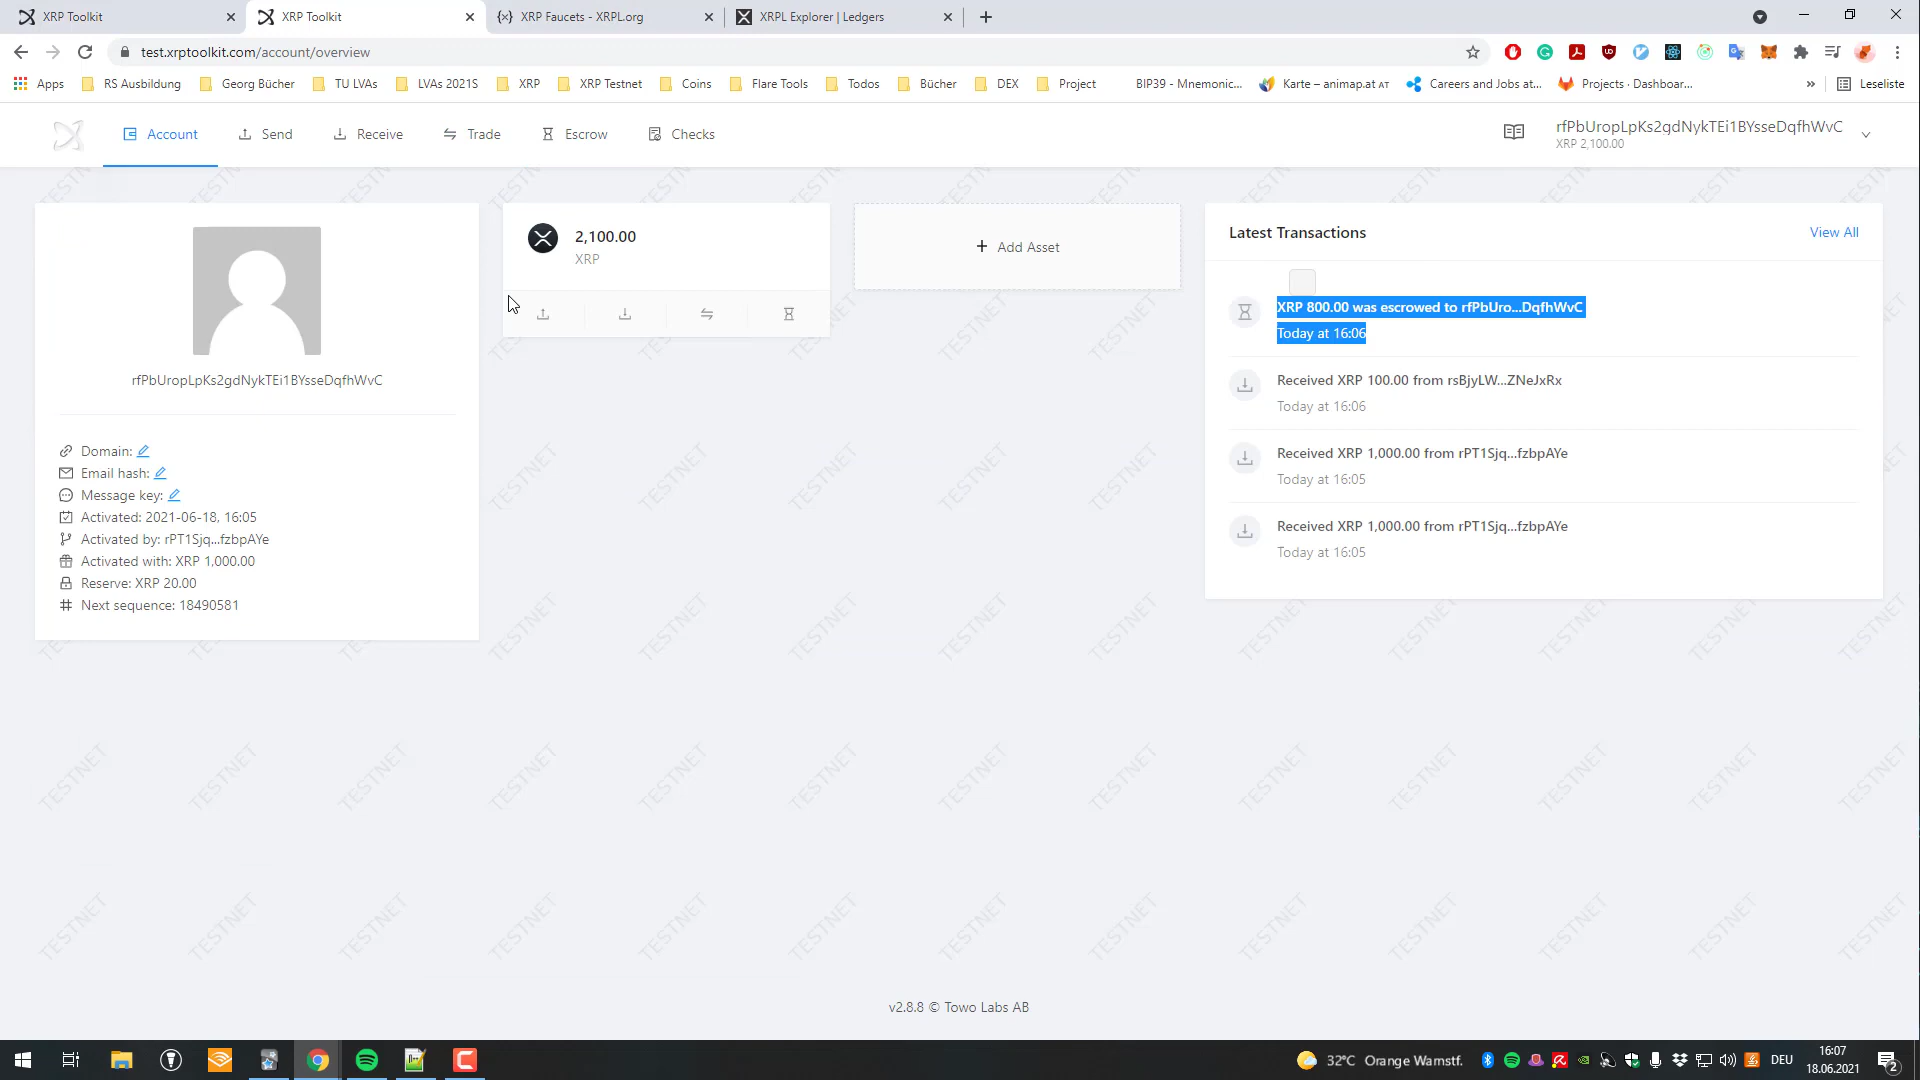 XRP Toolkit
XRP Toolkit
XRP Faucets - XRPL.org
XRPL Explorer | Ledgers
test.xrptoolkit.com/account/overview
Apps
RS Ausbildung
Georg Bücher
TU LVAs
LVAs 2021S
XRP
XRP Testnet
Coins
Flare Tools
Todos
Bücher
DEX
Project
BIP39 - Mnemonic...
Karte – animap.at AT
Careers and Jobs at...
Projects · Dashboar...
»
Leseliste
Account
Send
Receive
Trade
Escrow
Checks
rfPbUropLpKs2gdNykTEi1BYsseDqfhWvC
XRP 2,100.00
rfPbUropLpKs2gdNykTEi1BYsseDqfhWvC
Domain:
Email hash:
Message key:
Activated: 2021-06-18, 16:05
Activated by: rPT1Sjq...fzbpAYe
Activated with: XRP 1,000.00
Reserve: XRP 20.00
Next sequence: 18490581
2,100.00
XRP
+ Add Asset
Latest Transactions
View All
XRP 800.00 was escrowed to rfPbUro...DqfhWvC
Today at 16:06
Received XRP 100.00 from rsBjyLW...ZNeJxRx
Today at 16:06
Received XRP 1,000.00 from rPT1Sjq...fzbpAYe
Today at 16:05
Received XRP 1,000.00 from rPT1Sjq...fzbpAYe
Today at 16:05
TESTNET
v2.8.8 © Towo Labs AB
32°C Orange Warnstf.
DEU
16:07
18.06.2021
2